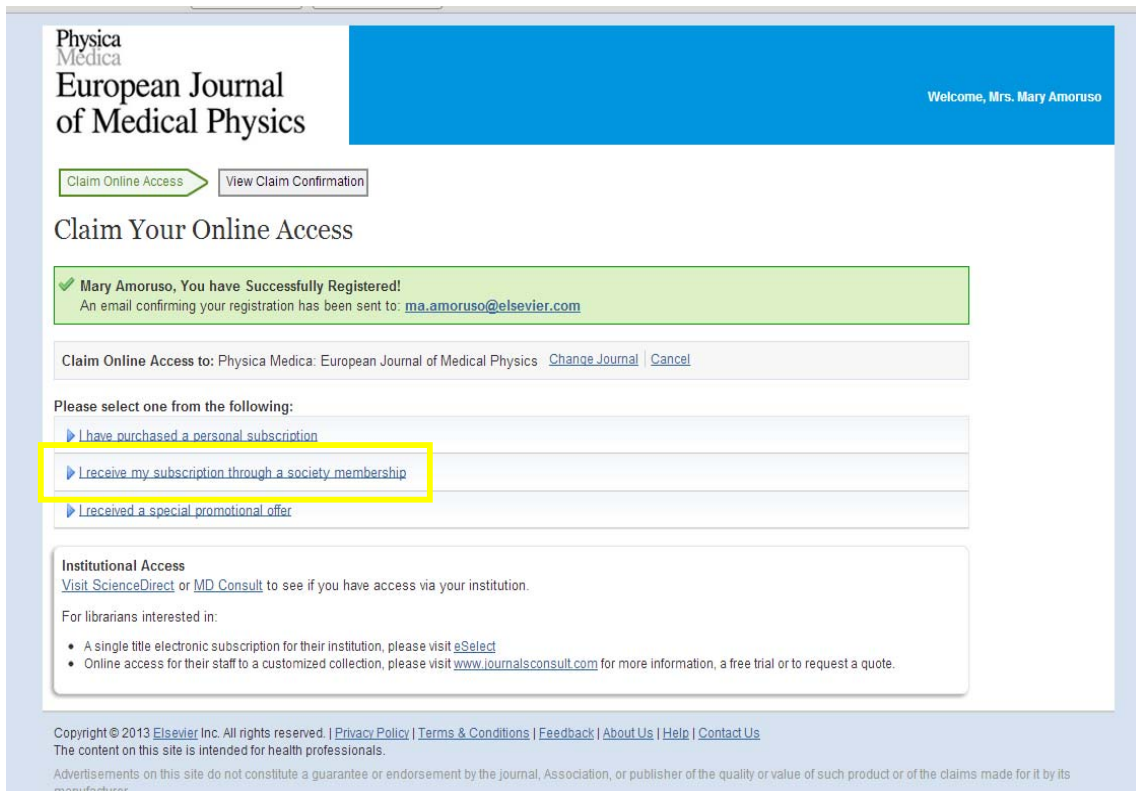 Physica
Medica
European Journal
of Medical Physics
Welcome, Mrs. Mary Amoruso
Claim Online Access
View Claim Confirmation
Claim Your Online Access
Mary Amoruso, You have Successfully Registered!
An email confirming your registration has been sent to: ma.amoruso@elsevier.com
Claim Online Access to: Physica Medica: European Journal of Medical Physics Change Journal | Cancel
Please select one from the following:
I have purchased a personal subscription
I receive my subscription through a society membership
I received a special promotional offer
Institutional Access
Visit ScienceDirect or MD Consult to see if you have access via your institution.
For librarians interested in:
• A single title electronic subscription for their institution, please visit eSelect
• Online access for their staff to a customized collection, please visit www.journalsconsult.com for more information, a free trial or to request a quote.
Copyright © 2013 Elsevier Inc. All rights reserved. | Privacy Policy | Terms & Conditions | Feedback | About Us | Help | Contact Us
The content on this site is intended for health professionals.
Advertisements on this site do not constitute a guarantee or endorsement by the journal, Association, or publisher of the quality or value of such product or of the claims made for it by its
manufacturer.